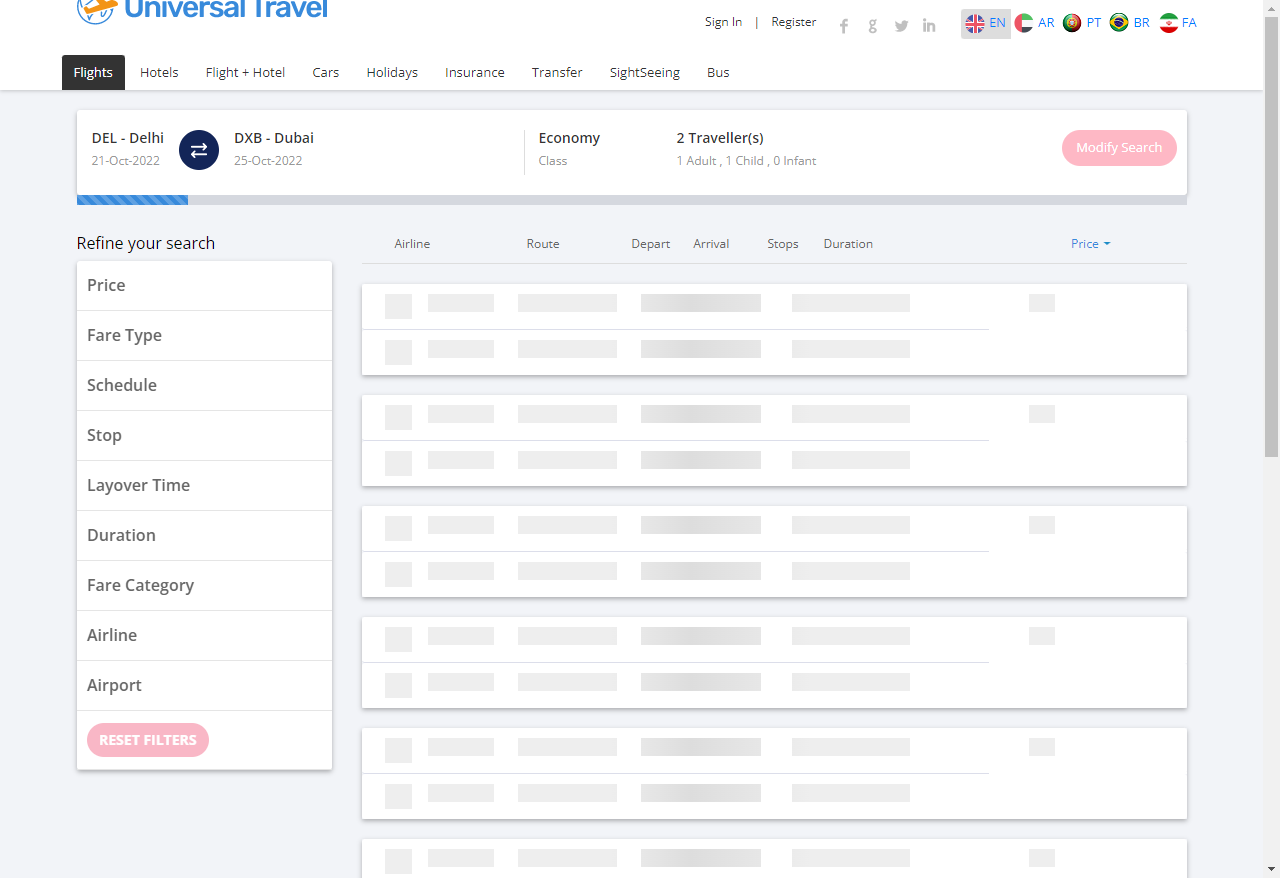 Universal Travel
Sign In | Register
EN AR PT BR FA
Flights Hotels Flight + Hotel Cars Holidays Insurance Transfer SightSeeing Bus
DEL - Delhi DXB - Dubai Economy 2 Traveller(s)
21-Oct-2022 25-Oct-2022 Class 1 Adult , 1 Child , 0 Infant
Modify Search
Refine your search
Airline Route Depart Arrival Stops Duration Price
Price
Fare Type
Schedule
Stop
Layover Time
Duration
Fare Category
Airline
Airport
RESET FILTERS